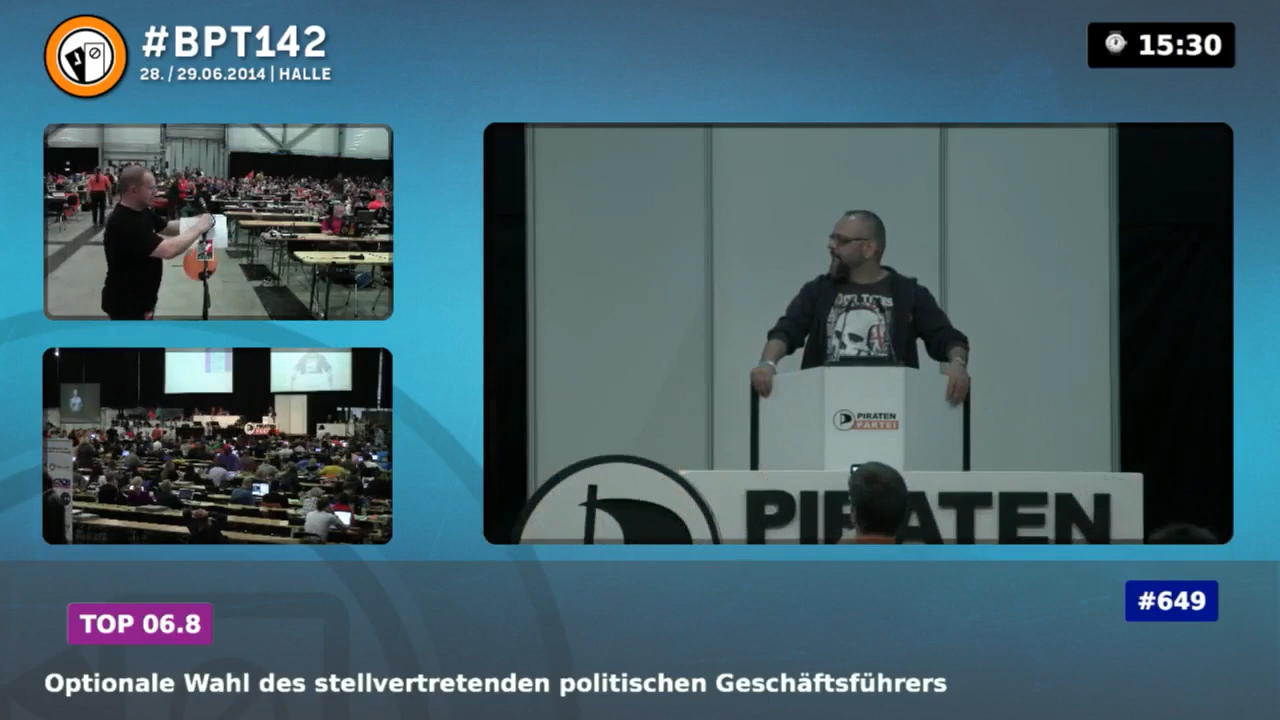 #BPT142
28. / 29.06.2014 | HALLE
15:30
PIRATEN
PARTEI
PIRATEN
#649
TOP 06.8
Optionale Wahl des stellvertretenden politischen Geschäftsführers